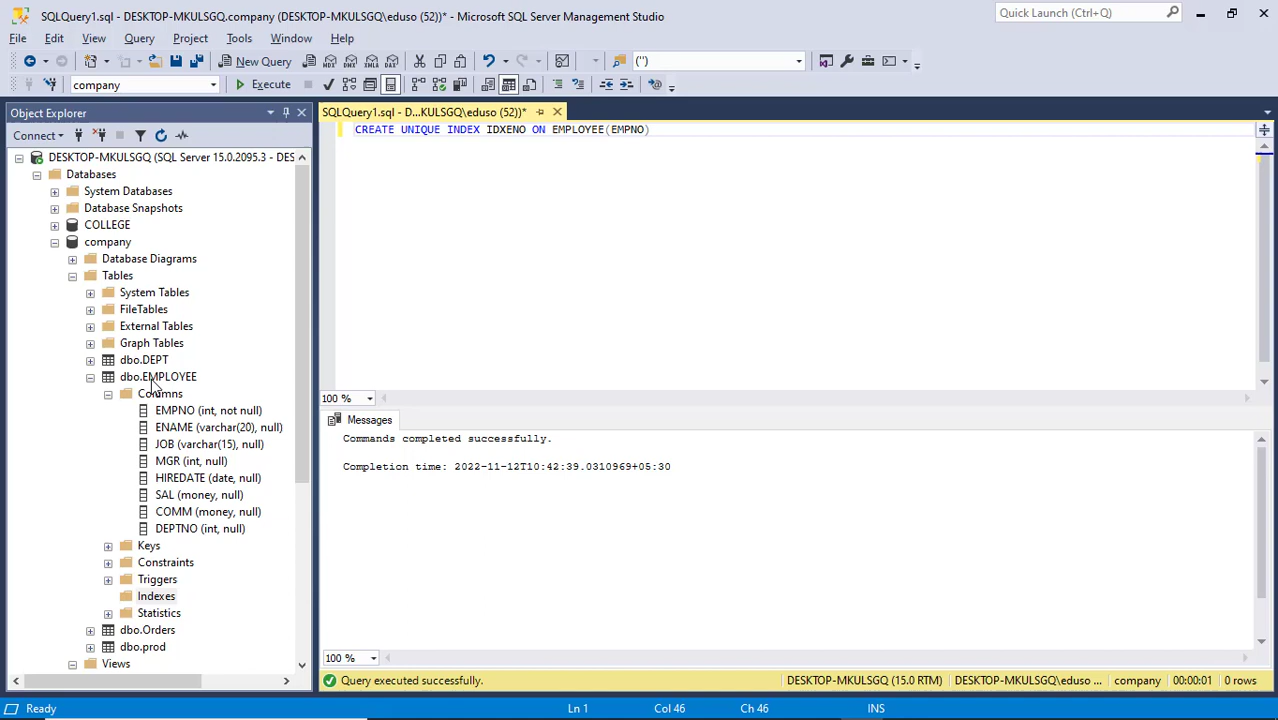 SQLQuery1.sql - DESKTOP-MKULSGQ.company (DESKTOP-MKULSGQ\eduso (52))* - Microsoft SQL Server Management Studio
Quick Launch (Ctrl+Q)
File Edit View Query Project Tools Window Help
New Query
MDX DMX XMLA DAX
('')
company
Execute
Object Explorer
SQLQuery1.sql - D...KULSGQ\eduso (52))*
Connect
CREATE UNIQUE INDEX IDXENO ON EMPLOYEE(EMPNO)
DESKTOP-MKULSGQ (SQL Server 15.0.2095.3 - DES
Databases
System Databases
Database Snapshots
COLLEGE
company
Database Diagrams
Tables
System Tables
FileTables
External Tables
Graph Tables
dbo.DEPT
dbo.EMPLOYEE
Columns
EMPNO (int, not null)
ENAME (varchar(20), null)
JOB (varchar(15), null)
MGR (int, null)
HIREDATE (date, null)
SAL (money, null)
COMM (money, null)
DEPTNO (int, null)
Keys
Constraints
Triggers
Indexes
Statistics
dbo.Orders
dbo.prod
Views
100 %
Messages
Commands completed successfully.
Completion time: 2022-11-12T10:42:39.0310969+05:30
100 %
Query executed successfully.
DESKTOP-MKULSGQ (15.0 RTM) DESKTOP-MKULSGQ\eduso ... company 00:00:01 0 rows
Ready Ln 1 Col 46 Ch 46 INS